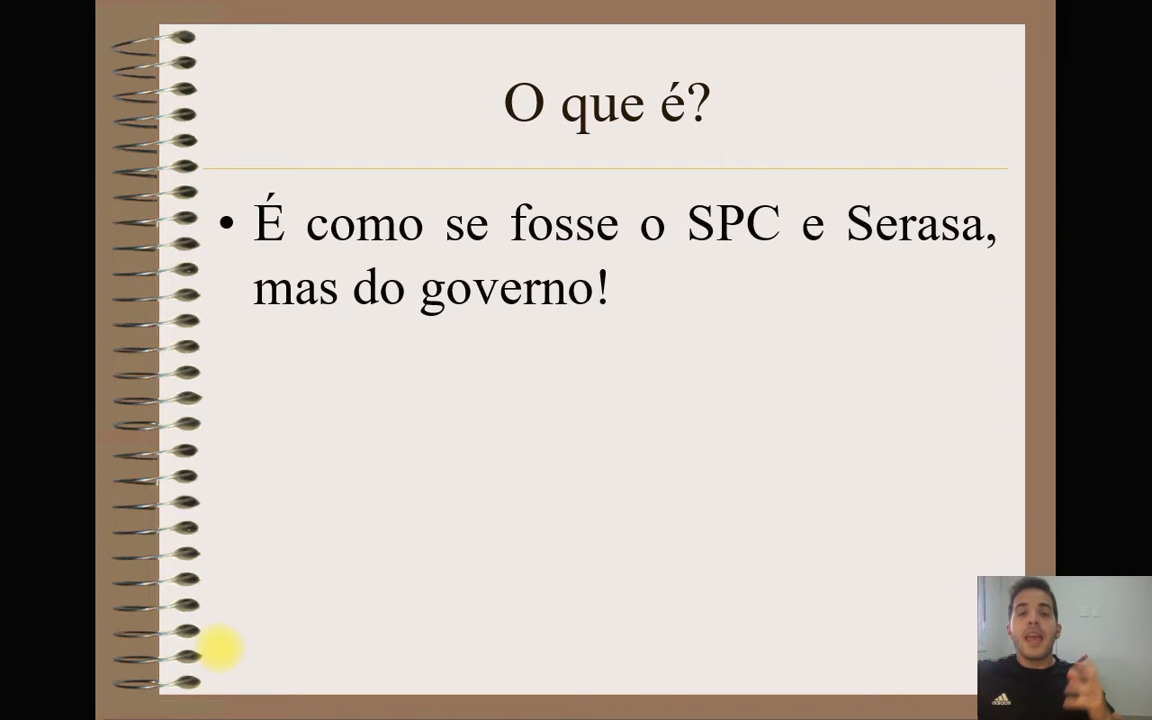 O que é?
• É como se fosse o SPC e Serasa,
mas do governo!